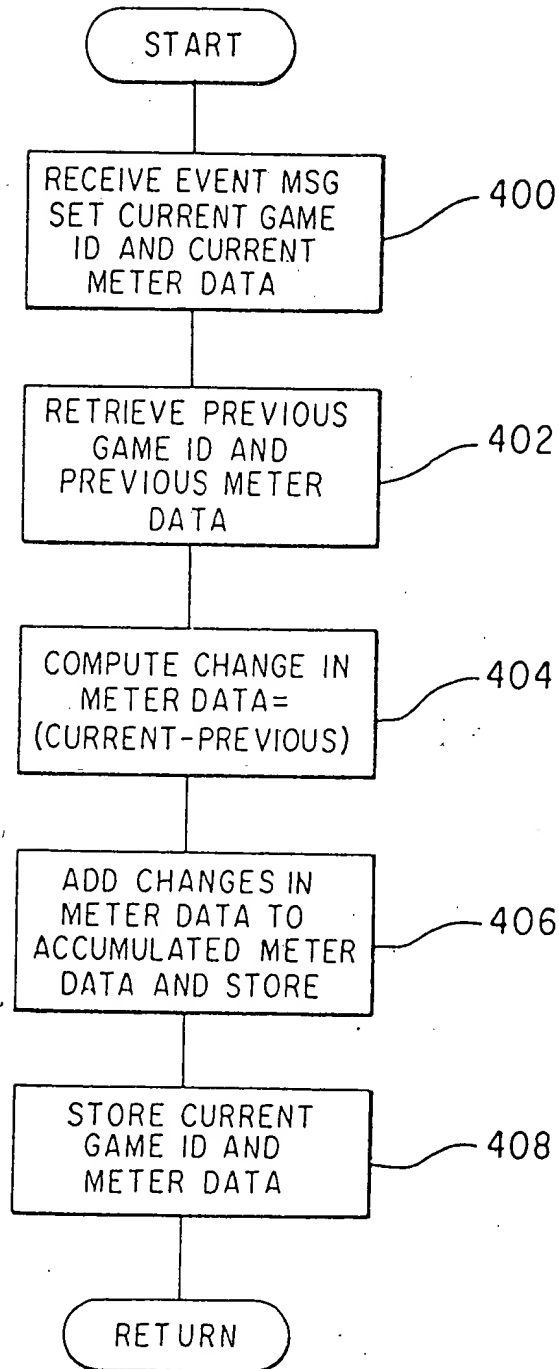 START
RECEIVE EVENT MSG
SET CURRENT GAME
ID AND CURRENT
METER DATA
400
RETRIEVE PREVIOUS
GAME ID AND
PREVIOUS METER
DATA
402
COMPUTE CHANGE IN
METER DATA=
(CURRENT-PREVIOUS)
404
ADD CHANGES IN
METER DATA TO
ACCUMULATED METER
DATA AND STORE
406
STORE CURRENT
GAME ID AND
METER DATA
408
RETURN